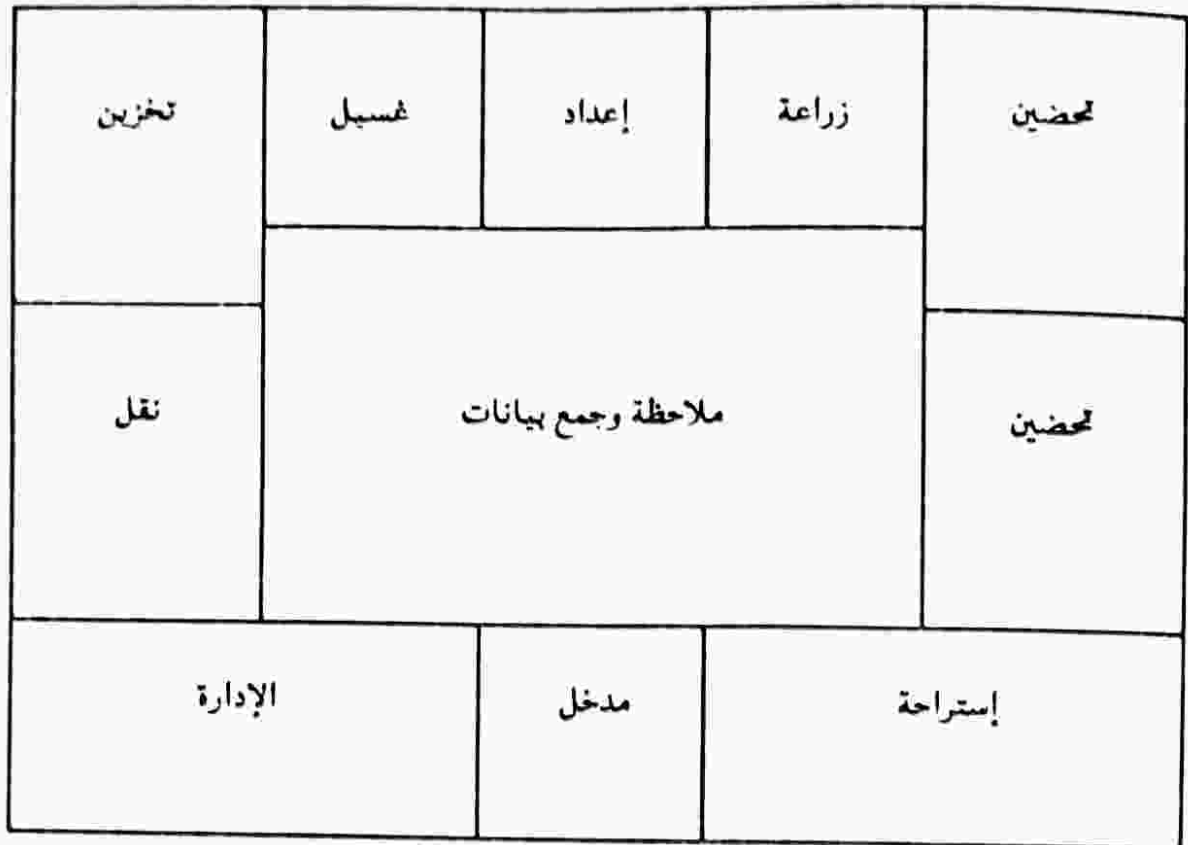 تحضين
زراعة
إعداد
غسيل
تخزين
تحضين
ملاحظة وجمع بيانات
نقل
إستراحة
مدخل
الإدارة